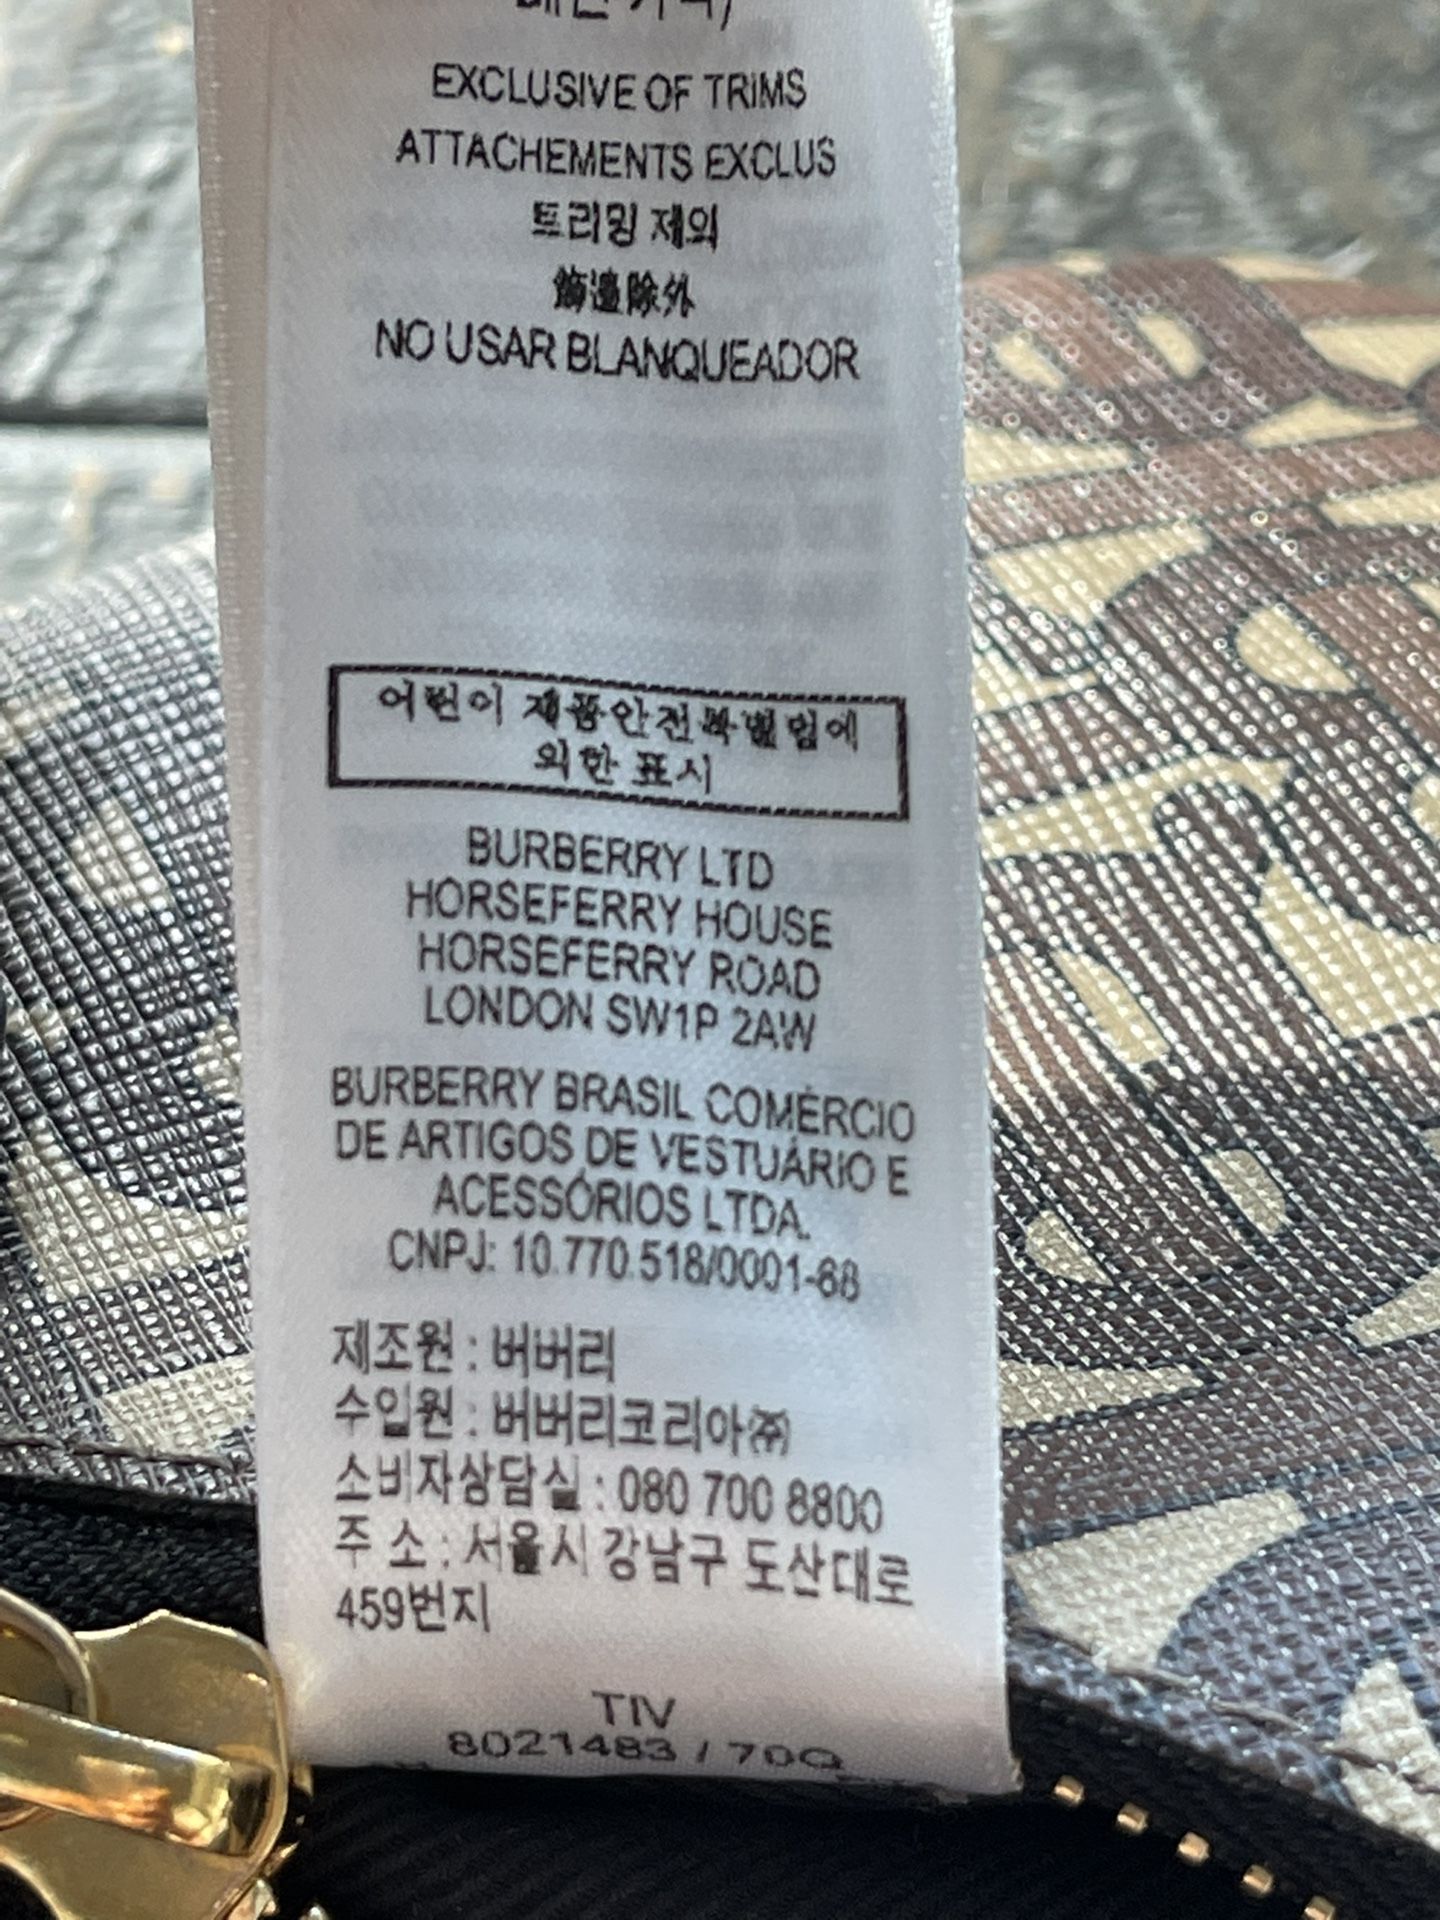 EXCLUSIVE OF TRIMS
ATTACHEMENTS EXCLUS
트리밍 제외
飾邊除外
NO USAR BLANQUEADOR
어린이 제품안전특별법에
의한 표시
BURBERRY LTD
HORSEFERRY HOUSE
HORSEFERRY ROAD
LONDON SW1P 2AW
BURBERRY BRASIL COMÉRCIO
DE ARTIGOS DE VESTUÁRIO E
ACESSÓRIOS LTDA.
CNPJ: 10.770.518/0001-68
제조원 : 버버리
수입원 : 버버리코리아㈜
소비자상담실 : 080 700 8800
주 소 : 서울시 강남구 도산대로
459번지
TIV
8021483 / 70Q